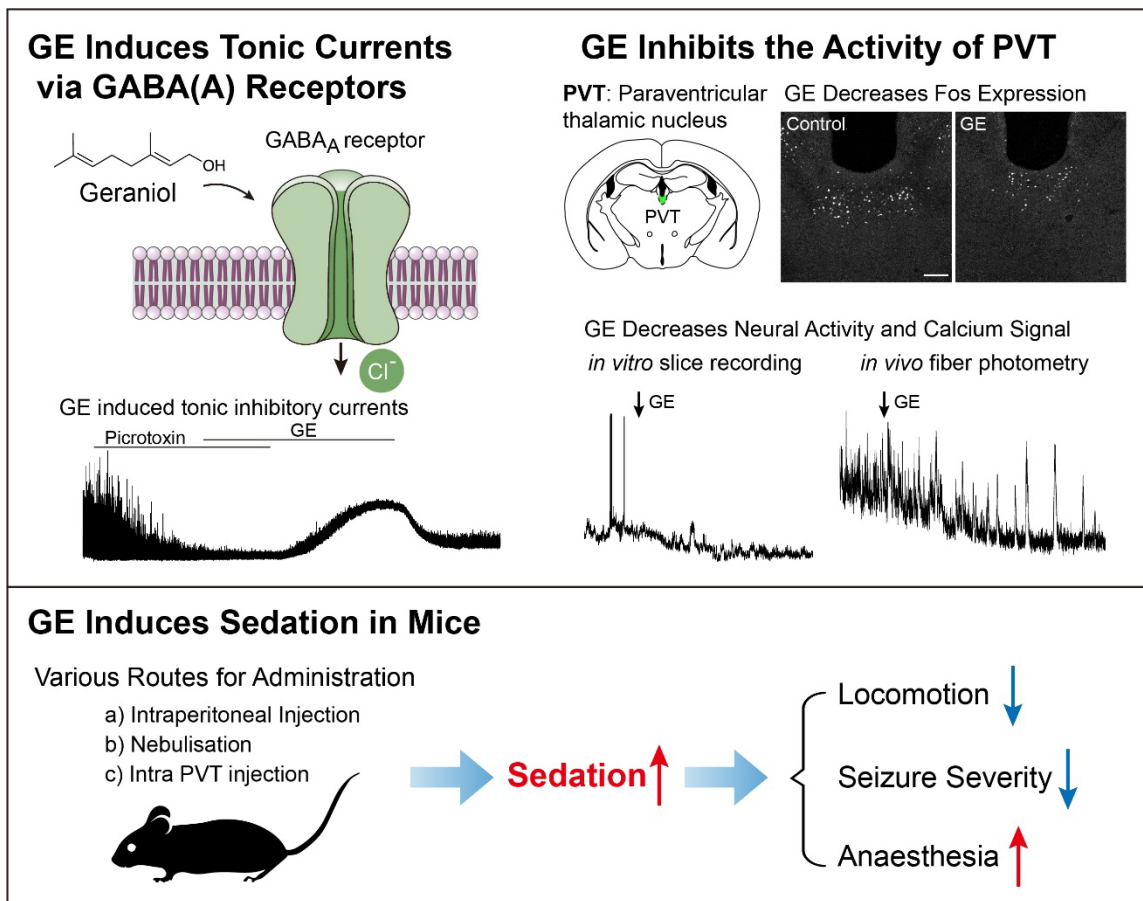 GE Induces Tonic Currents
via GABA(A) Receptors
GABAA receptor
OH
Geraniol
Cl⁻
GE induced tonic inhibitory currents
GE
Picrotoxin
GE Inhibits the Activity of PVT
PVT: Paraventricular
thalamic nucleus
PVT
GE Decreases Fos Expression
Control
GE
GE Decreases Neural Activity and Calcium Signal
in vitro slice recording
GE
in vivo fiber photometry
GE
GE Induces Sedation in Mice
Various Routes for Administration
a) Intraperitoneal Injection
b) Nebulisation
c) Intra PVT injection
Sedation
Locomotion
Seizure Severity
Anaesthesia